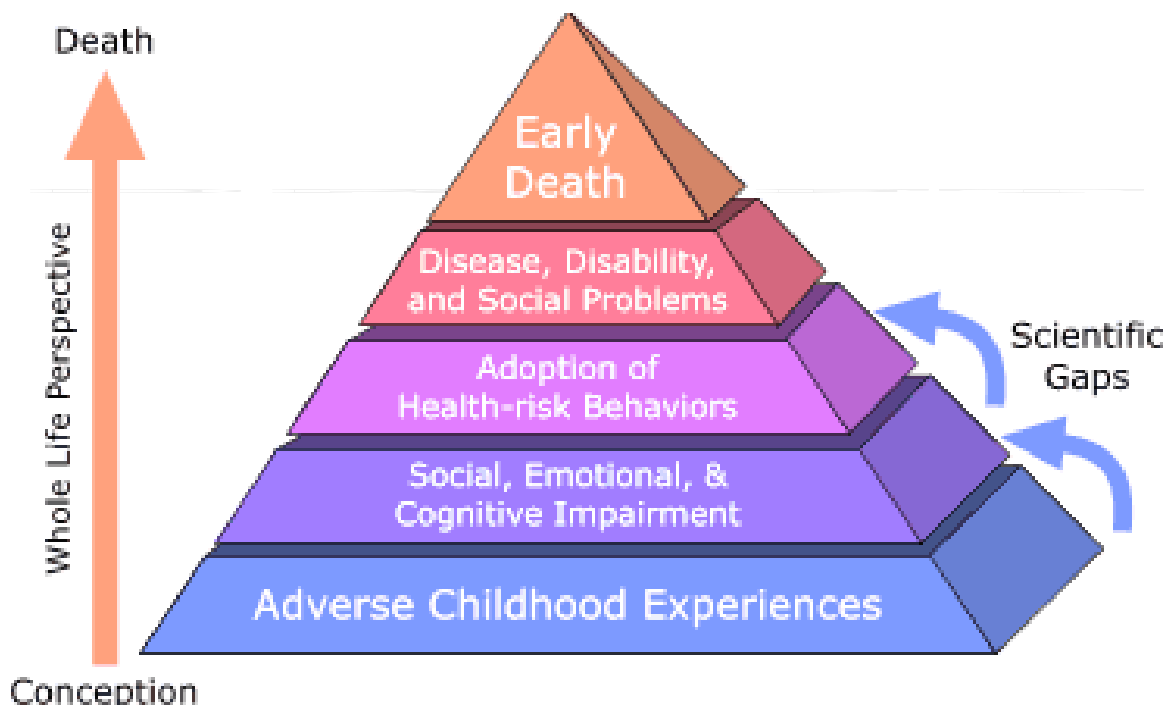 Death
Whole Life Perspective
Conception
Early
Death
Disease, Disability,
and Social Problems
Adoption of
Health-risk Behaviors
Social, Emotional, &
Cognitive Impairment
Adverse Childhood Experiences
Scientific
Gaps